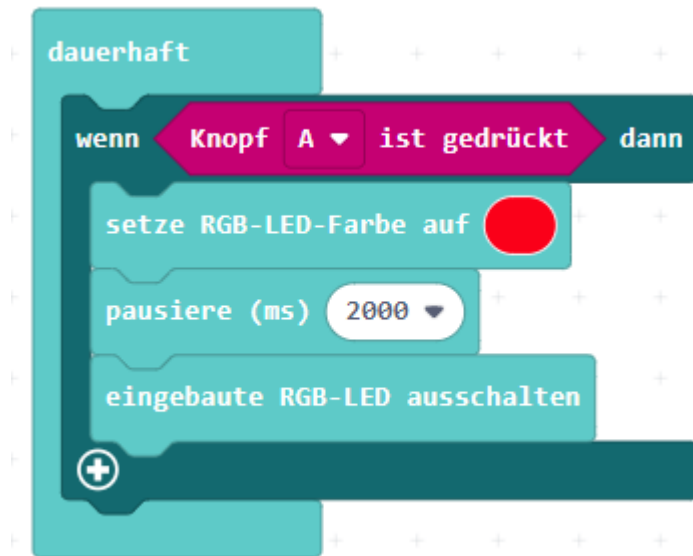 dauerhaft
wenn Knopf A ist gedrückt dann
setze RGB-LED-Farbe auf
pausiere (ms) 2000
eingebaute RGB-LED ausschalten